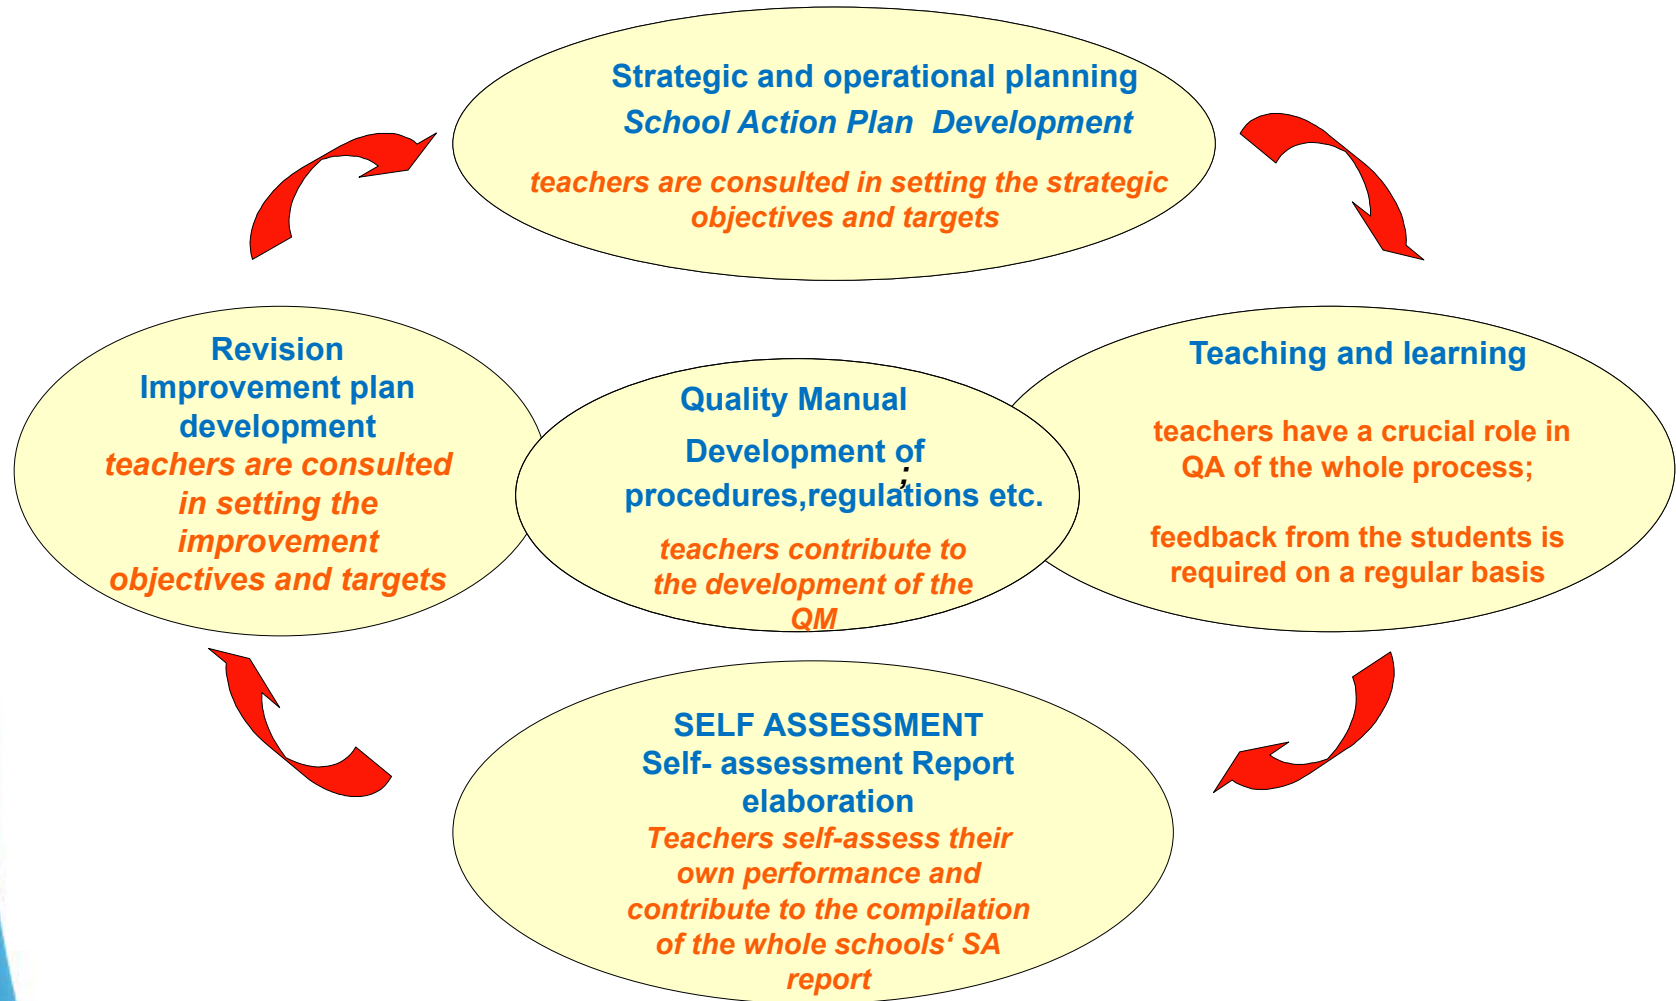 Strategic and operational planning
School Action Plan Development
teachers are consulted in setting the strategic
objectives and targets
Revision
Improvement plan
development
teachers are consulted
in setting the
improvement
objectives and targets
Quality Manual
Development of
;
procedures,regulations etc.
teachers contribute to
the development of the
QM
Teaching and learning
teachers have a crucial role in
QA of the whole process;
feedback from the students is
required on a regular basis
SELF ASSESSMENT
Self- assessment Report
elaboration
Teachers self-assess their
own performance and
contribute to the compilation
of the whole schools‘ SA
report